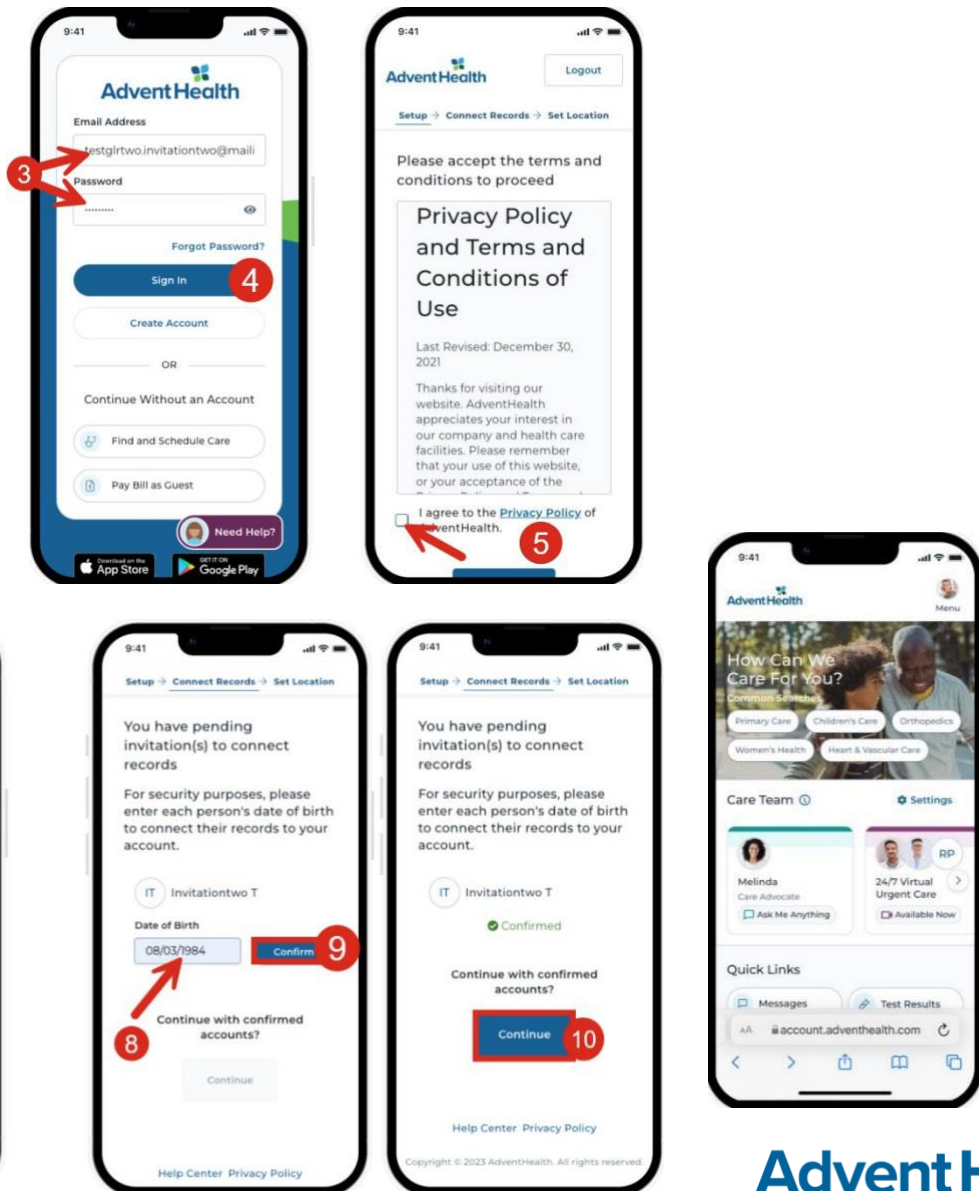 9:41
AdventHealth
Email Address
testglrtwo.invitationtwo@maili
3
Password
.........
Forgot Password?
Sign In
4
Create Account
OR
Continue Without an Account
Find and Schedule Care
Pay Bill as Guest
Need Help?
Download on the
App Store
GET IT ON
Google Play
9:41
AdventHealth
Logout
Setup → Connect Records → Set Location
Please accept the terms and
conditions to proceed
Privacy Policy
and Terms and
Conditions of
Use
Last Revised: December 30,
2021
Thanks for visiting our
website. AdventHealth
appreciates your interest in
our company and health care
facilities. Please remember
that your use of this website,
or your acceptance of the
I agree to the Privacy Policy of
AdventHealth.
5
9:41
Setup → Connect Records → Set Location
You have pending
invitation(s) to connect
records
For security purposes, please
enter each person's date of birth
to connect their records to your
account.
IT Invitationtwo T
Date of Birth
08/03/1984
Confirm
9
8
Continue with confirmed
accounts?
Continue
Help Center Privacy Policy
9:41
Setup → Connect Records → Set Location
You have pending
invitation(s) to connect
records
For security purposes, please
enter each person's date of birth
to connect their records to your
account.
IT Invitationtwo T
Confirmed
Continue with confirmed
accounts?
Continue
10
Help Center Privacy Policy
Copyright © 2023 AdventHealth. All rights reserved.
9:41
AdventHealth
Menu
How Can We
Care For You?
Common Searches
Primary Care
Children's Care
Orthopedics
Women's Health
Heart & Vascular Care
Care Team
Settings
Melinda
Care Advocate
Ask Me Anything
RP
24/7 Virtual
Urgent Care
Available Now
Quick Links
Messages
Test Results
AA
account.adventhealth.com
Advent H